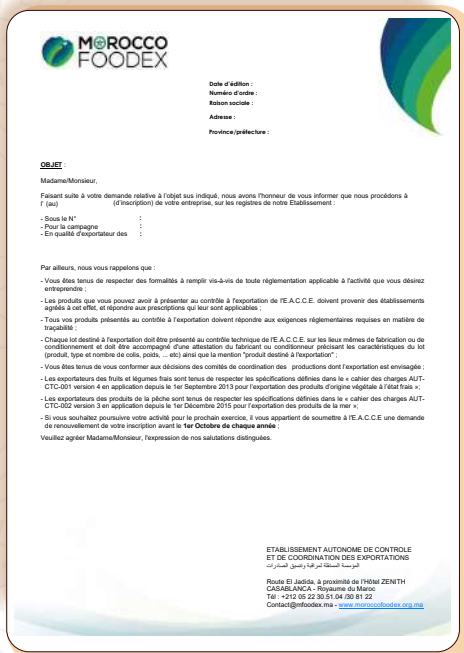 MOROCCO
FOODEX
Date d'édition :
Numéro d'ordre :
Raison sociale :
Adresse :
Province/préfecture :
OBJET :
Madame/Monsieur,
Faisant suite à votre demande relative à l'objet sus indiqué, nous avons l'honneur de vous informer que nous procédons à
l' (au) (d'inscription) de votre entreprise, sur les registres de notre Etablissement :
- Sous le N° :
- Pour la campagne :
- En qualité d'exportateur des :
Par ailleurs, nous vous rappelons que :
- Vous êtes tenus de respecter des formalités à remplir vis-à-vis de toute réglementation applicable à l'activité que vous désirez
entreprendre ;
- Les produits que vous pouvez avoir à présenter au contrôle à l'exportation de l'E.A.C.C.E. doivent provenir des établissements
agréés à cet effet, et répondre aux prescriptions qui leur sont applicables ;
- Tous vos produits présentés au contrôle à l'exportation doivent répondre aux exigences réglementaires requises en matière de
traçabilité ;
- Chaque lot destiné à l'exportation doit être présenté au contrôle technique de l'E.A.C.C.E. sur les lieux mêmes de fabrication ou de
conditionnement et doit être accompagné d'une attestation du fabricant ou conditionneur précisant les caractéristiques du lot
(produit, type et nombre de colis, poids, ... etc) ainsi que la mention "produit destiné à l'exportation" ;
- Vous êtes tenus de vous conformer aux décisions des comités de coordination des productions dont l'exportation est envisagée ;
- Les exportateurs des fruits et légumes frais sont tenus de respecter les spécifications définies dans le « cahier des charges AUT-
CTC-001 version 4 en application depuis le 1er Septembre 2013 pour l'exportation des produits d'origine végétale à l'état frais »;
- Les exportateurs des produits de la pêche sont tenus de respecter les spécifications définies dans le « cahier des charges AUT-
CTC-002 version 3 en application depuis le 1er Décembre 2015 pour l'exportation des produits de la mer »;
- Si vous souhaitez poursuivre votre activité pour le prochain exercice, il vous appartient de soumettre à l'E.A.C.C.E une demande
de renouvellement de votre inscription avant le 1er Octobre de chaque année ;
Veuillez agréer Madame/Monsieur, l'expression de nos salutations distinguées.
ETABLISSEMENT AUTONOME DE CONTROLE
ET DE COORDINATION DES EXPORTATIONS
المؤسسة المستقلة لمراقبة وتنسيق الصادرات
Route El Jadida, à proximité de l'Hôtel ZENITH
CASABLANCA - Royaume du Maroc
Tél : +212 05 22 30.51.04 /30 81 22
Contact@mfoodex.ma - www.moroccofoodex.org.ma